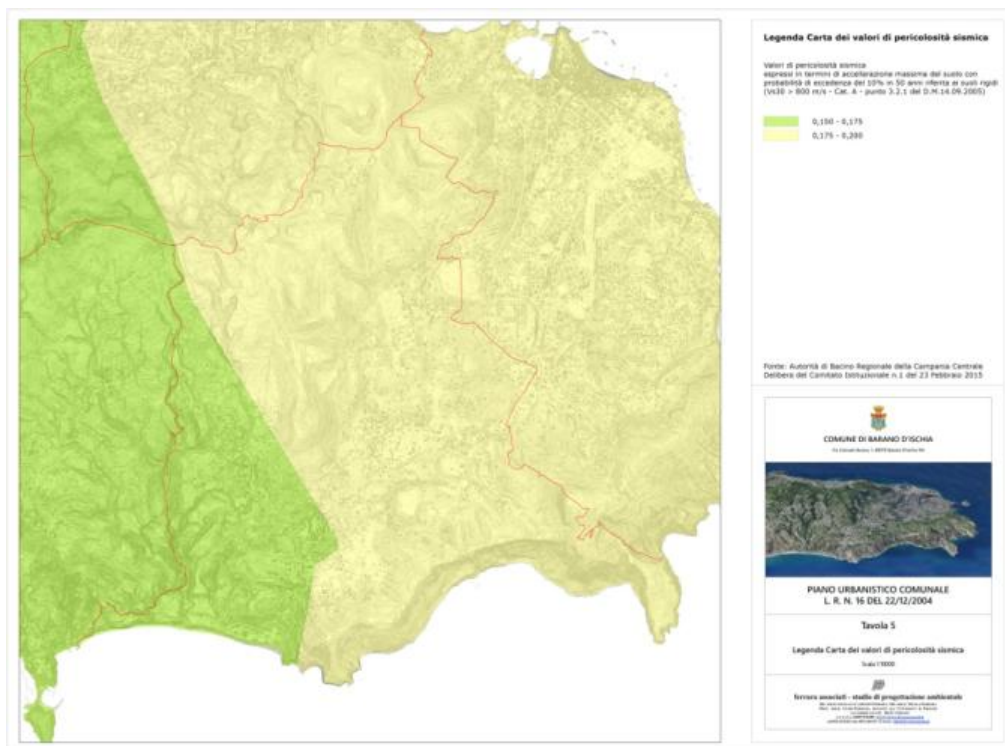 Legenda Carta dei valori di pericolosità sismica
Valori di pericolosità sismica
espressi in termini di accelerazione massima del suolo con
probabilità di eccedenza del 10% in 50 anni riferita ai suoli rigidi
(Vs30 > 800 m/s - Cat. A - punto 3.2.1 del D.M.14.09.2005)
0,150 - 0,175
0,175 - 0,200
Fonte: Autorità di Bacino Regionale della Campania Centrale
Delibera del Comitato Istituzionale n.1 del 23 Febbraio 2015
COMUNE DI BARANO D'ISCHIA
PIANO URBANISTICO COMUNALE
L. R. N. 16 DEL 22/12/2004
Tavola 5
Legenda Carta dei valori di pericolosità sismica
Scala
ferrara associati - studio di progettazione ambientale